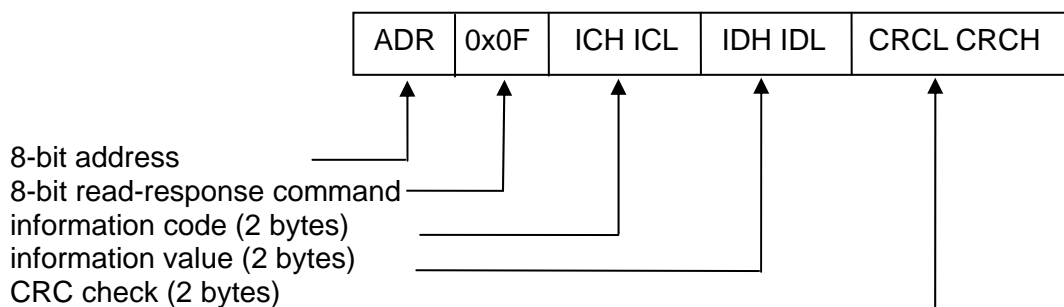 ADR 0x0F ICH ICL IDH IDL CRCL CRCH
8-bit address
8-bit read-response command
information code (2 bytes)
information value (2 bytes)
CRC check (2 bytes)